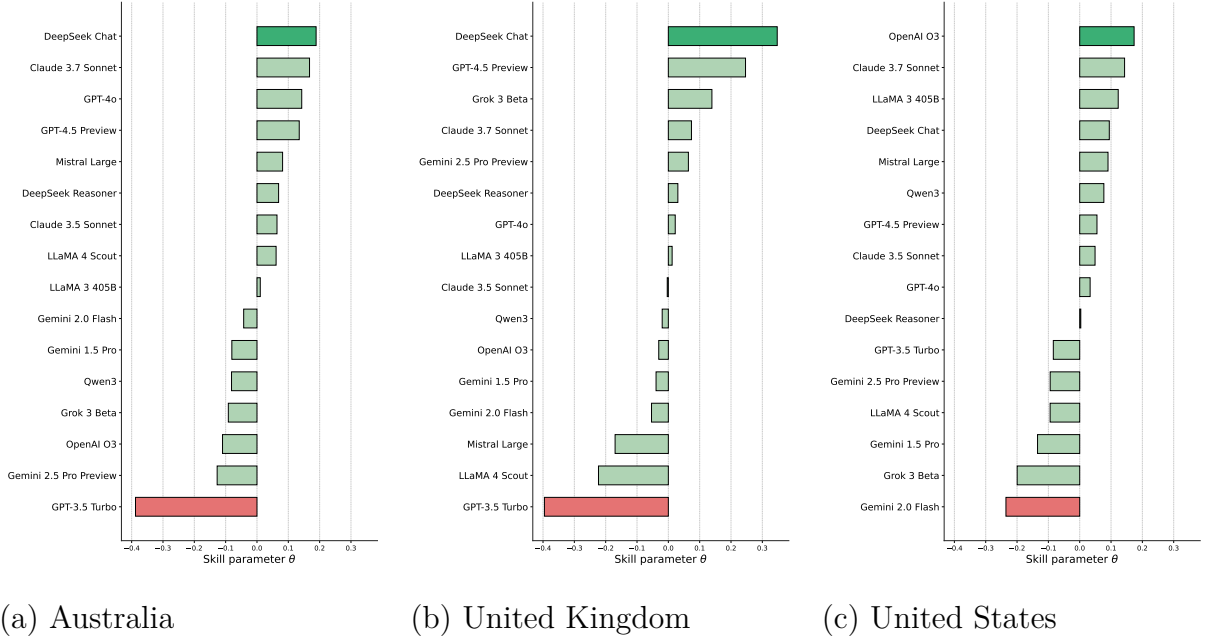 DeepSeek Chat
Claude 3.7 Sonnet
GPT-4o
GPT-4.5 Preview
Mistral Large
DeepSeek Reasoner
Claude 3.5 Sonnet
LLaMA 4 Scout
LLaMA 3 405B
Gemini 2.0 Flash
Gemini 1.5 Pro
Qwen3
Grok 3 Beta
OpenAI O3
Gemini 2.5 Pro Preview
GPT-3.5 Turbo
−0.4 −0.3 −0.2 −0.1 0.0 0.1 0.2 0.3
Skill parameter θ
(a) Australia
DeepSeek Chat
GPT-4.5 Preview
Grok 3 Beta
Claude 3.7 Sonnet
Gemini 2.5 Pro Preview
DeepSeek Reasoner
GPT-4o
LLaMA 3 405B
Claude 3.5 Sonnet
Qwen3
OpenAI O3
Gemini 1.5 Pro
Gemini 2.0 Flash
Mistral Large
LLaMA 4 Scout
GPT-3.5 Turbo
−0.4 −0.3 −0.2 −0.1 0.0 0.1 0.2 0.3
Skill parameter θ
(b) United Kingdom
OpenAI O3
Claude 3.7 Sonnet
LLaMA 3 405B
DeepSeek Chat
Mistral Large
Qwen3
GPT-4.5 Preview
Claude 3.5 Sonnet
GPT-4o
DeepSeek Reasoner
GPT-3.5 Turbo
Gemini 2.5 Pro Preview
LLaMA 4 Scout
Gemini 1.5 Pro
Grok 3 Beta
Gemini 2.0 Flash
−0.4 −0.3 −0.2 −0.1 0.0 0.1 0.2 0.3
Skill parameter θ
(c) United States